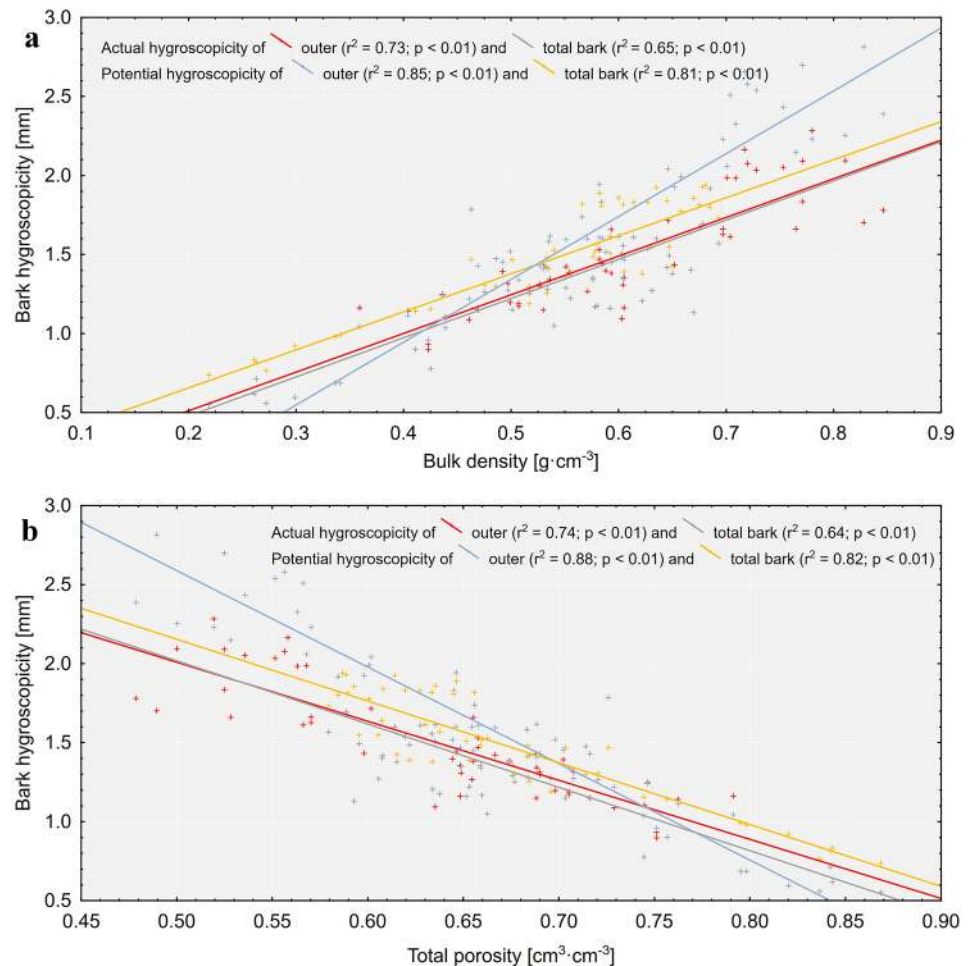 a
Actual hygroscopicity of outer (r² = 0.73; p < 0.01) and total bark (r² = 0.65; p < 0.01)
Potential hygroscopicity of outer (r² = 0.85; p < 0.01) and total bark (r² = 0.81; p < 0.01)
Bark hygroscopicity [mm]
3.0
2.5
2.0
1.5
1.0
0.5
0.1 0.2 0.3 0.4 0.5 0.6 0.7 0.8 0.9
Bulk density [g·cm⁻³]
b
Actual hygroscopicity of outer (r² = 0.74; p < 0.01) and total bark (r² = 0.64; p < 0.01)
Potential hygroscopicity of outer (r² = 0.88; p < 0.01) and total bark (r² = 0.82; p < 0.01)
Bark hygroscopicity [mm]
3.0
2.5
2.0
1.5
1.0
0.5
0.45 0.50 0.55 0.60 0.65 0.70 0.75 0.80 0.85 0.90
Total porosity [cm³·cm⁻³]